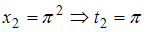 x₂ = π² ⇒ t₂ = π